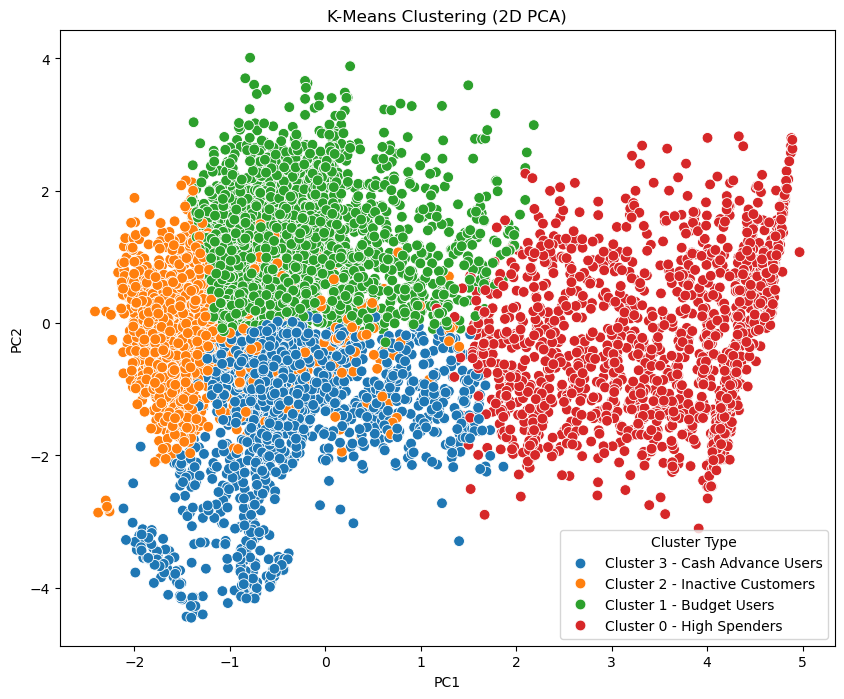 K-Means Clustering (2D PCA)
PC2
4
2
0
−2
−4
−2
−1
0
1
2
3
4
5
PC1
Cluster Type
Cluster 3 - Cash Advance Users
Cluster 2 - Inactive Customers
Cluster 1 - Budget Users
Cluster 0 - High Spenders